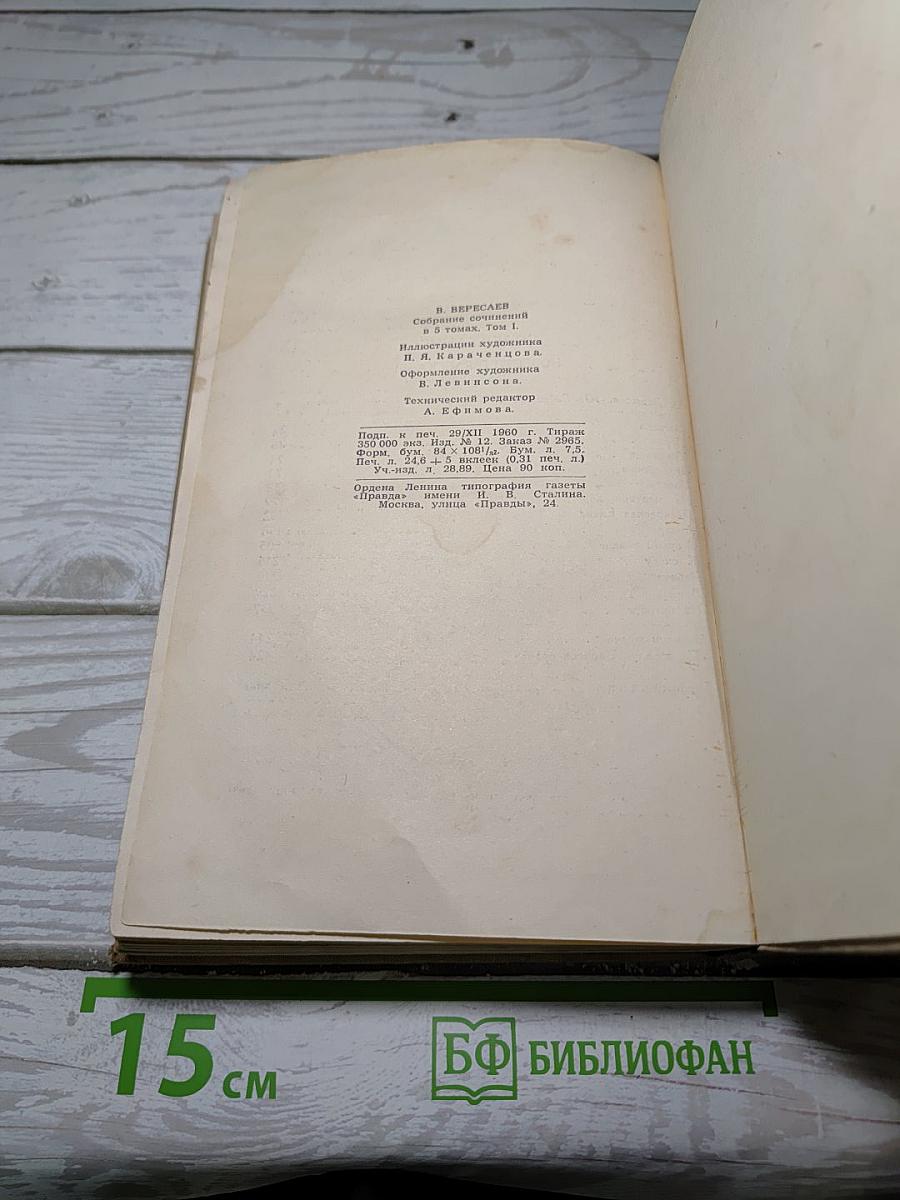 В. ВЕРЕСАЕВ
Собрание сочинений
в 5 томах. Том I.
Иллюстрации художника
П. Я. Караченцова.
Оформление художника
В. Левинсона.
Технический редактор
А. Ефимова.
Подп. к печ. 29/XII 1960 г. Тираж
350 000 экз. Изд. № 12. Заказ № 2965.
Форм. бум. 84 × 108¹/₃₂. Бум. л. 7,5.
Печ. л. 24,6 + 5 вклеек (0,31 печ. л.)
Уч.-изд. л. 28,89. Цена 90 коп.
Ордена Ленина типография газеты
«Правда» имени И. В. Сталина.
Москва, улица «Правды», 24.
15 см
БФ БИБЛИОФАН